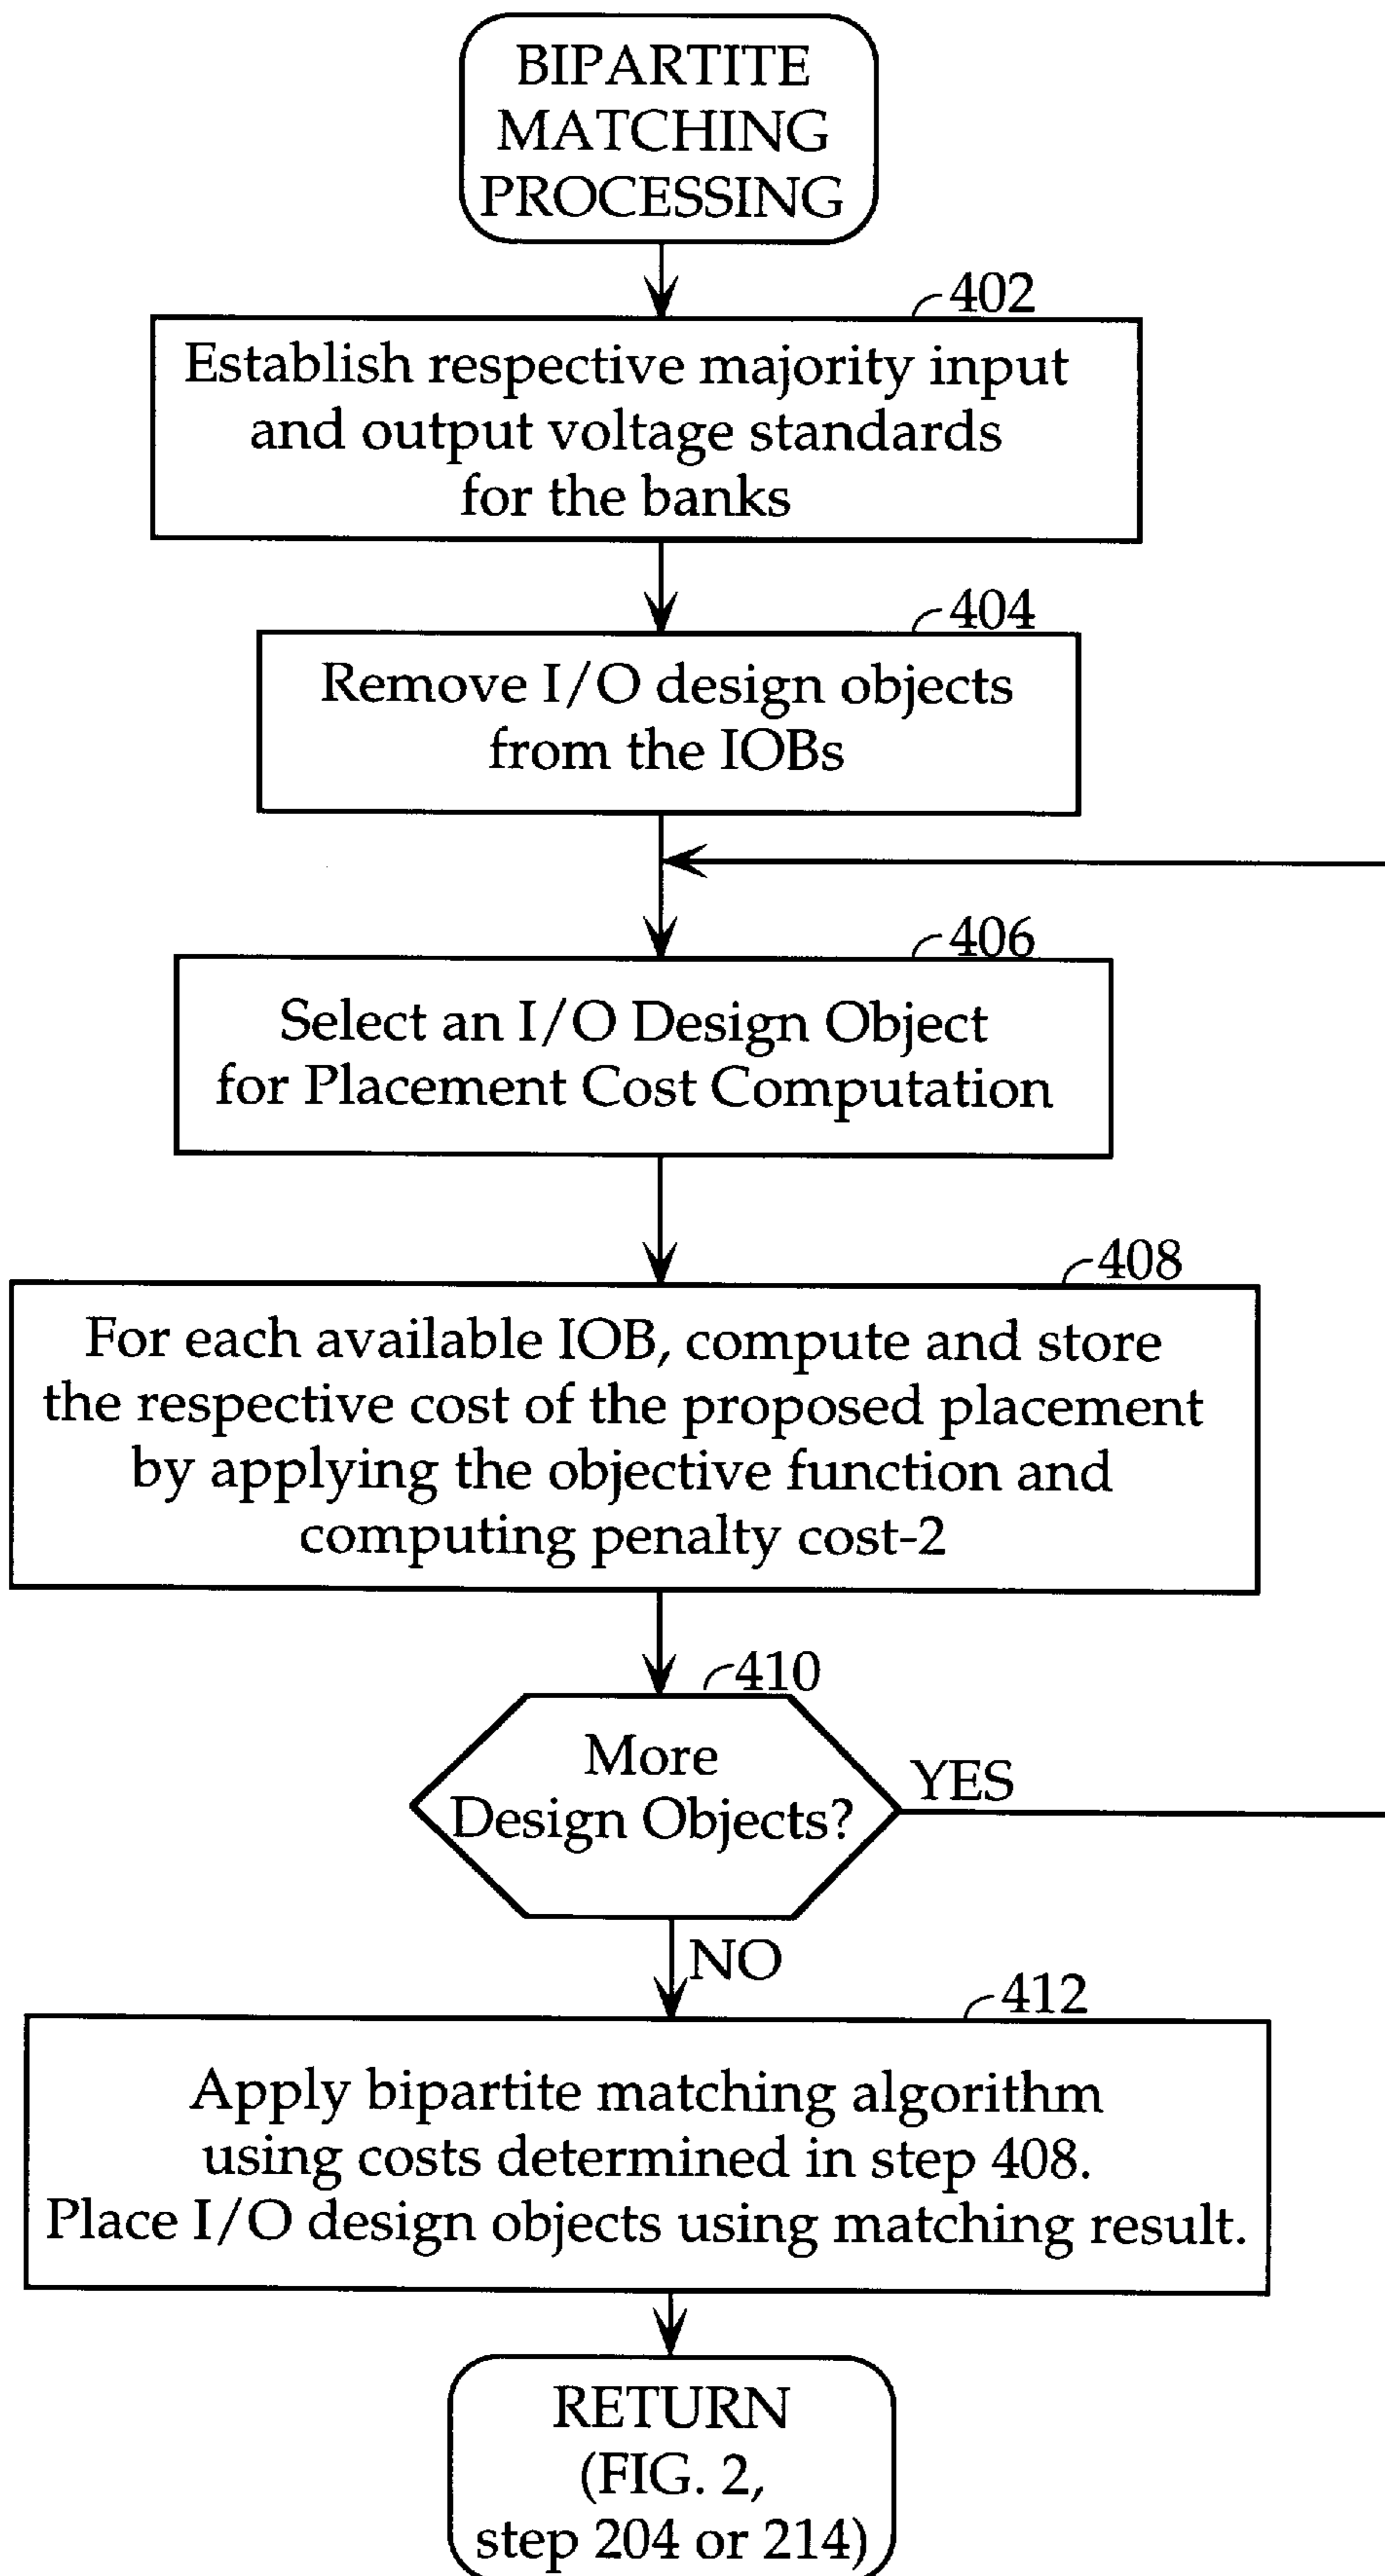 BIPARTITE
MATCHING
PROCESSING
402
Establish respective majority input
and output voltage standards
for the banks
404
Remove I/O design objects
from the IOBs
406
Select an I/O Design Object
for Placement Cost Computation
408
For each available IOB, compute and store
the respective cost of the proposed placement
by applying the objective function and
computing penalty cost-2
410
More
Design Objects?
YES
NO
412
Apply bipartite matching algorithm
using costs determined in step 408.
Place I/O design objects using matching result.
RETURN
(FIG. 2,
step 204 or 214)